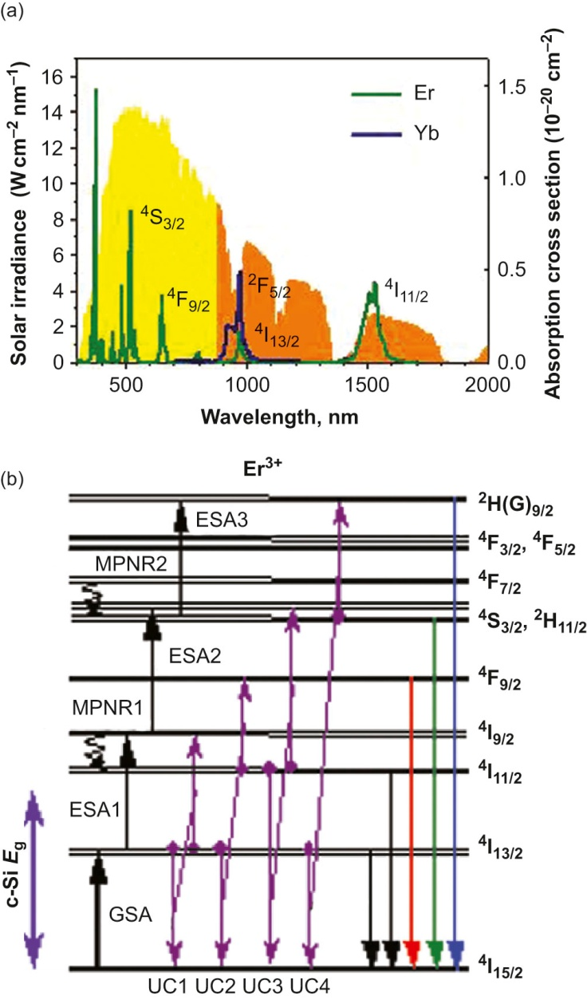 (a)
Solar irradiance (W cm⁻² nm⁻¹)
16
14
12
10
8
6
4
2
0
Er
Yb
⁴S₃/₂
⁴F₉/₂
²F₅/₂
⁴I₁₃/₂
⁴I₁₁/₂
1.5
1.0
0.5
0.0
Absorption cross section (10⁻²⁰ cm⁻²)
500 1000 1500 2000
Wavelength, nm
(b)
Er³⁺
²H(G)₉/₂
ESA3
⁴F₃/₂, ⁴F₅/₂
MPNR2
⁴F₇/₂
⁴S₃/₂, ²H₁₁/₂
ESA2
⁴F₉/₂
MPNR1
⁴I₉/₂
⁴I₁₁/₂
ESA1
⁴I₁₃/₂
c-Si Eg
GSA
⁴I₁₅/₂
UC1 UC2 UC3 UC4